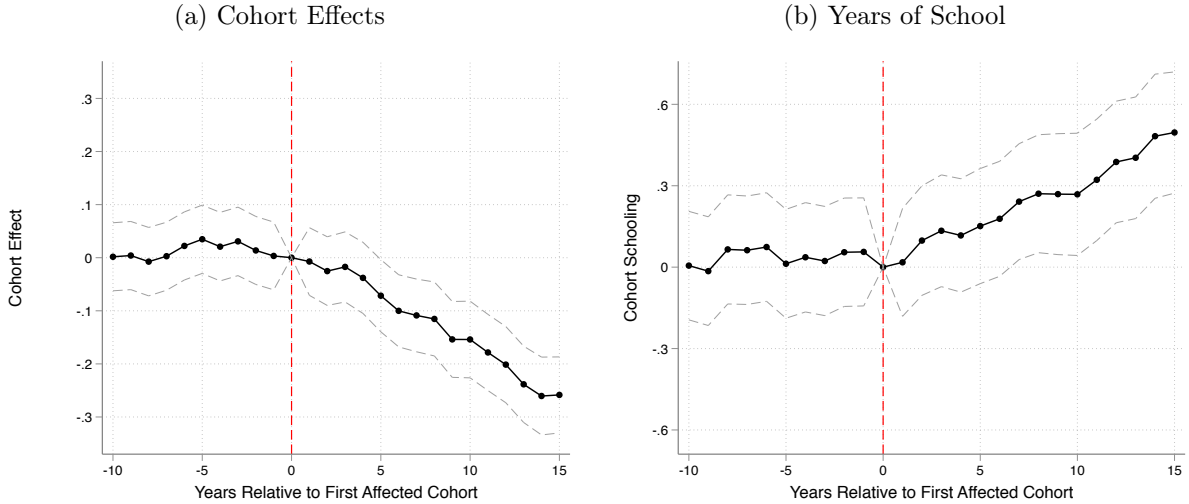 (a) Cohort Effects
.3
.2
.1
0
-.1
-.2
-.3
Cohort Effect
-10 -5 0 5 10 15
Years Relative to First Affected Cohort
(b) Years of School
.6
.3
0
-.3
-.6
Cohort Schooling
-10 -5 0 5 10 15
Years Relative to First Affected Cohort